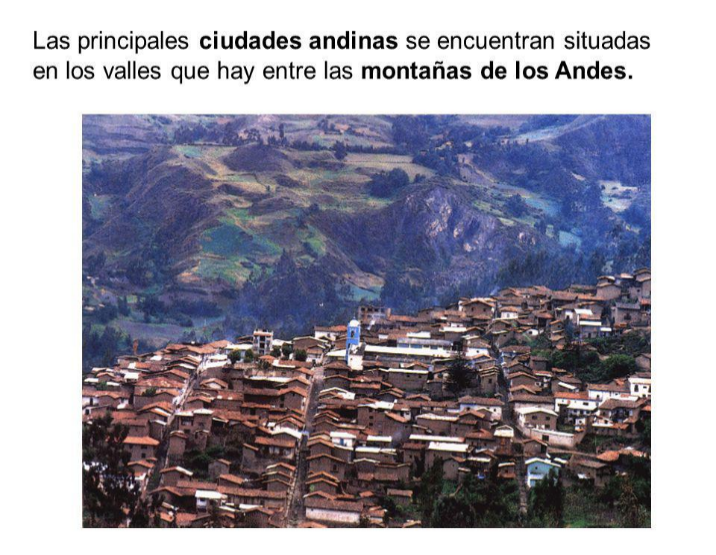 Las principales ciudades andinas se encuentran situadas
en los valles que hay entre las montañas de los Andes.